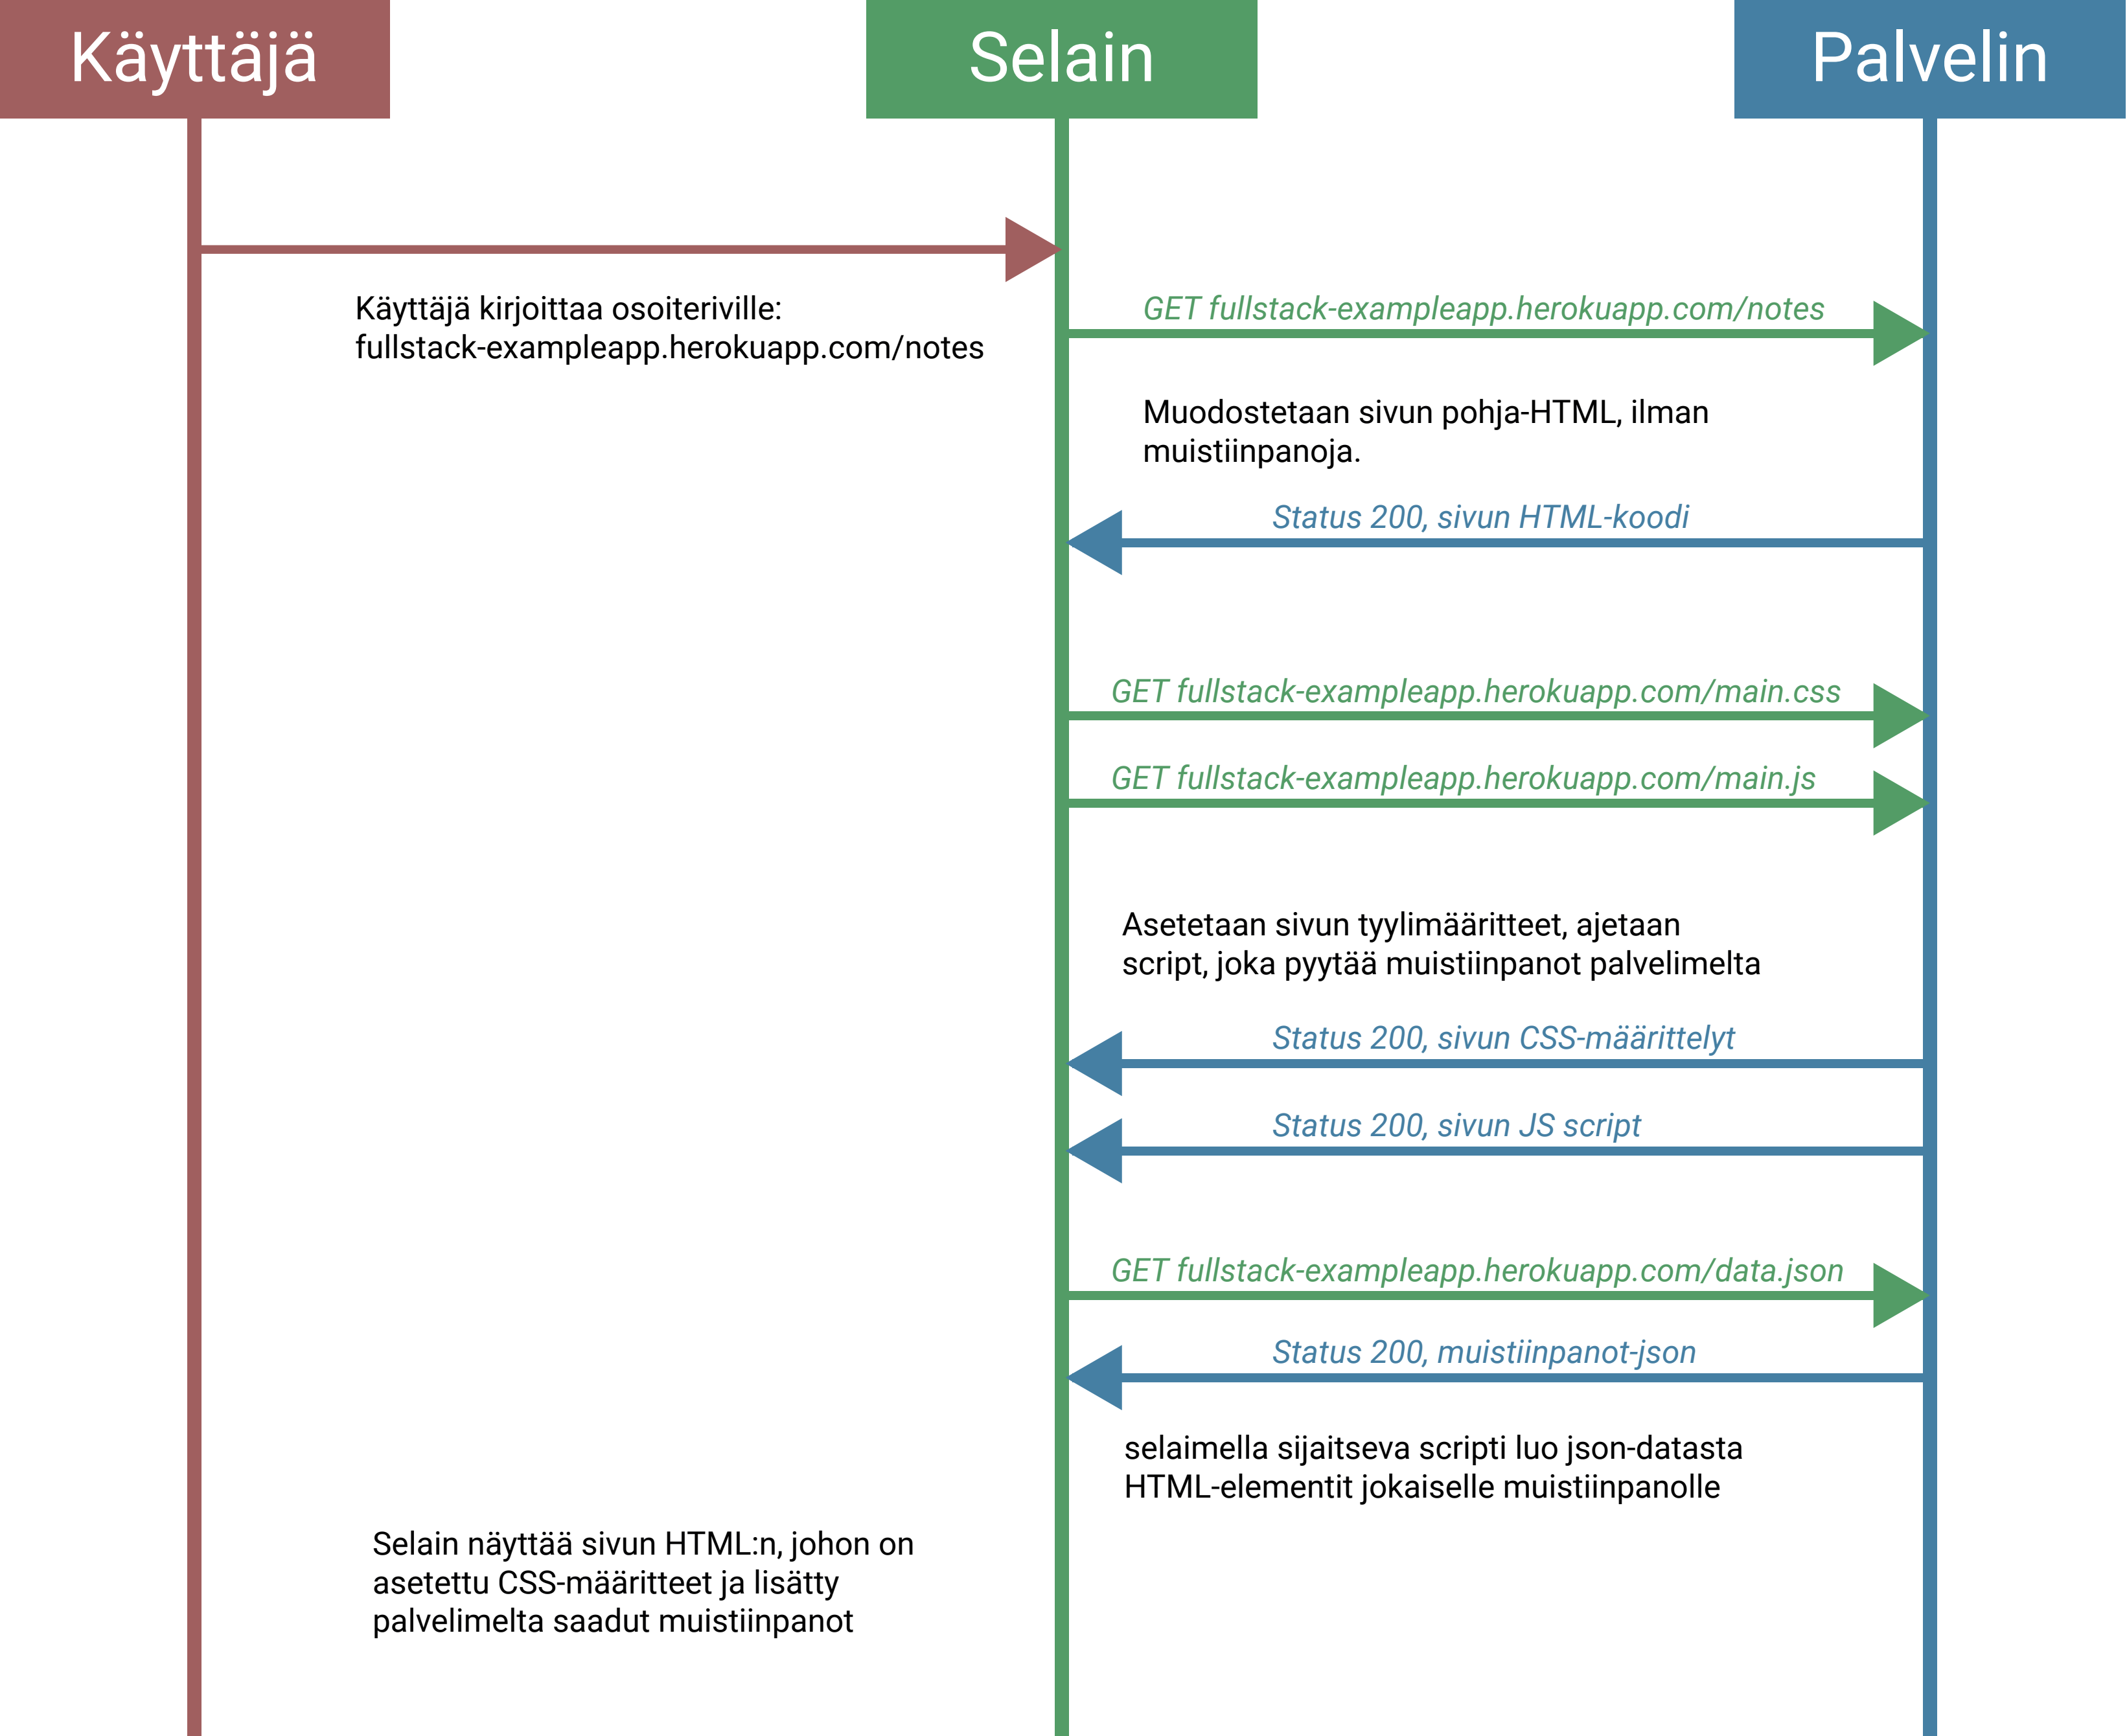 Käyttäjä
Selain
Palvelin
Käyttäjä kirjoittaa osoiteriville:
fullstack-exampleapp.herokuapp.com/notes
GET fullstack-exampleapp.herokuapp.com/notes
Muodostetaan sivun pohja-HTML, ilman
muistiinpanoja.
Status 200, sivun HTML-koodi
GET fullstack-exampleapp.herokuapp.com/main.css
GET fullstack-exampleapp.herokuapp.com/main.js
Asetetaan sivun tyylimääritteet, ajetaan
script, joka pyytää muistiinpanot palvelimelta
Status 200, sivun CSS-määrittelyt
Status 200, sivun JS script
GET fullstack-exampleapp.herokuapp.com/data.json
Status 200, muistiinpanot-json
selaimella sijaitseva scripti luo json-datasta
HTML-elementit jokaiselle muistiinpanolle
Selain näyttää sivun HTML:n, johon on
asetettu CSS-määritteet ja lisätty
palvelimelta saadut muistiinpanot